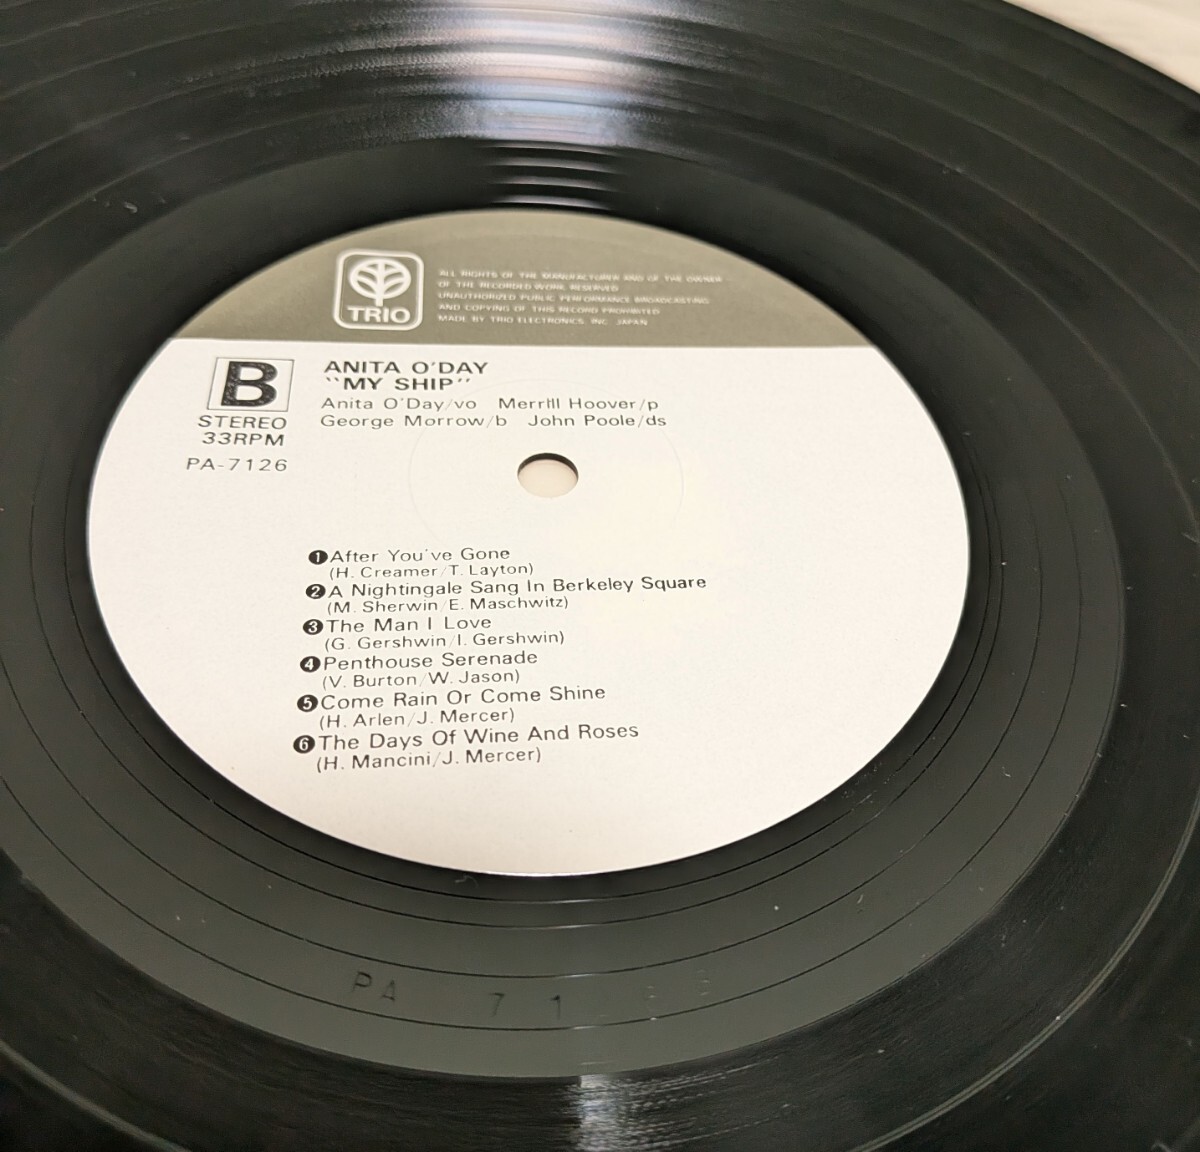 TRIO
ALL RIGHTS OF THE MANUFACTURER AND OF THE OWNER
OF THE RECORDED WORK RESERVED
UNAUTHORIZED PUBLIC PERFORMANCE BROADCASTING
AND COPYING OF THIS RECORD PROHIBITED
MADE BY TRIO ELECTRONICS, INC. JAPAN
B
STEREO
33RPM
PA-7126
ANITA O'DAY
"MY SHIP"
Anita O'Day/vo Merrill Hoover/p
George Morrow/b John Poole/ds
❶After You've Gone
(H. Creamer/T. Layton)
❷A Nightingale Sang In Berkeley Square
(M. Sherwin/E. Maschwitz)
❸The Man I Love
(G. Gershwin/I. Gershwin)
❹Penthouse Serenade
(V. Burton/W. Jason)
❺Come Rain Or Come Shine
(H. Arlen/J. Mercer)
❻The Days Of Wine And Roses
(H. Mancini/J. Mercer)
PA 71